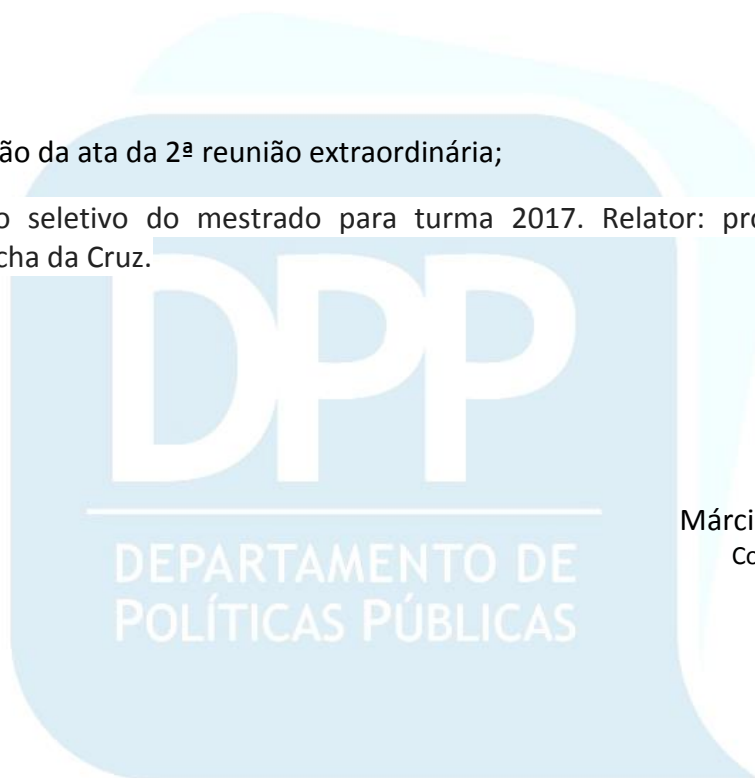 ão da ata da 2ª reunião extraordinária;
o seletivo do mestrado para turma 2017. Relator: pro
cha da Cruz.
DPP
Márci
Co
DEPARTAMENTO DE
POLÍTICAS PÚBLICAS